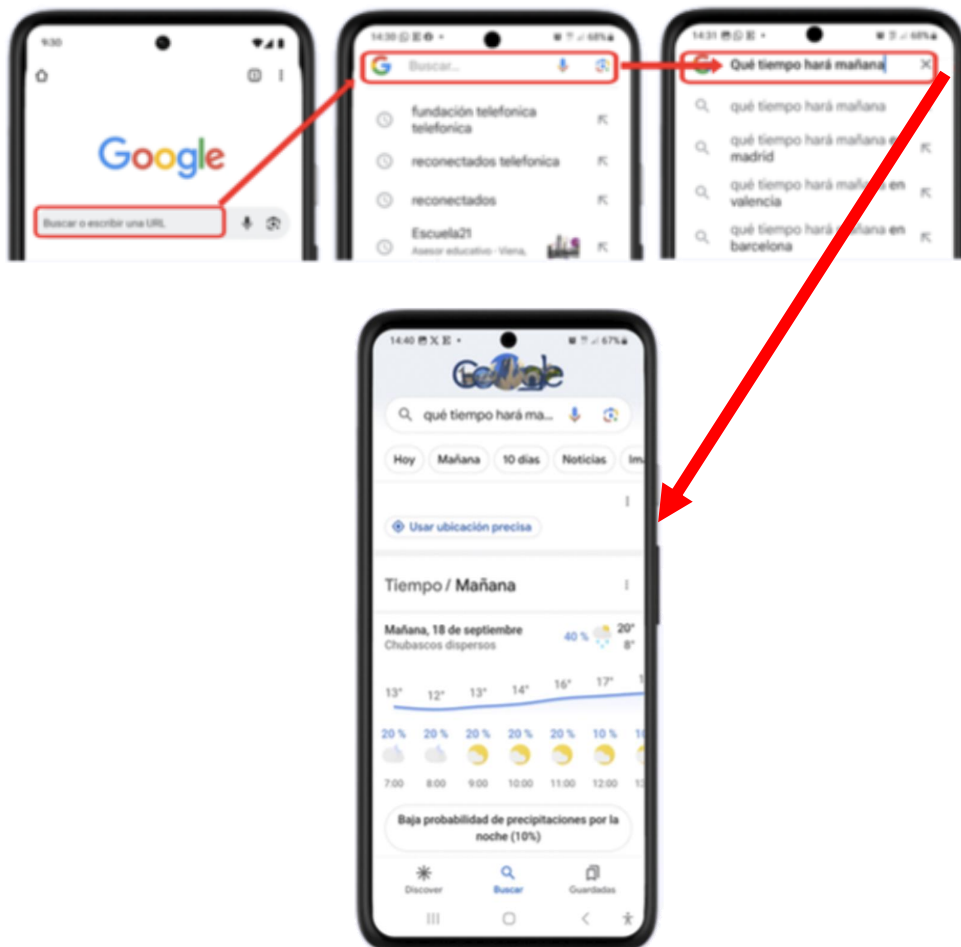 9:30
Google
Buscar o escribir una URL
14:30
68%
Buscar...
fundación telefonica
telefonica
reconectados telefonica
reconectados
Escuela21
Asesor educativo - Viena,
14:31
68%
Qué tiempo hará mañana
qué tiempo hará mañana
qué tiempo hará mañana en
madrid
qué tiempo hará mañana en
valencia
qué tiempo hará mañana en
barcelona
14:40
67%
Google
qué tiempo hará ma...
Hoy Mañana 10 días Noticias Im
Usar ubicación precisa
Tiempo / Mañana
Mañana, 18 de septiembre
Chubascos dispersos
40 % 20°
8°
13° 12° 13° 14° 16° 17° 1
20 % 20 % 20 % 20 % 20 % 10 % 10
7:00 8:00 9:00 10:00 11:00 12:00 13
Baja probabilidad de precipitaciones por la
noche (10%)
Discover Buscar Guardadas